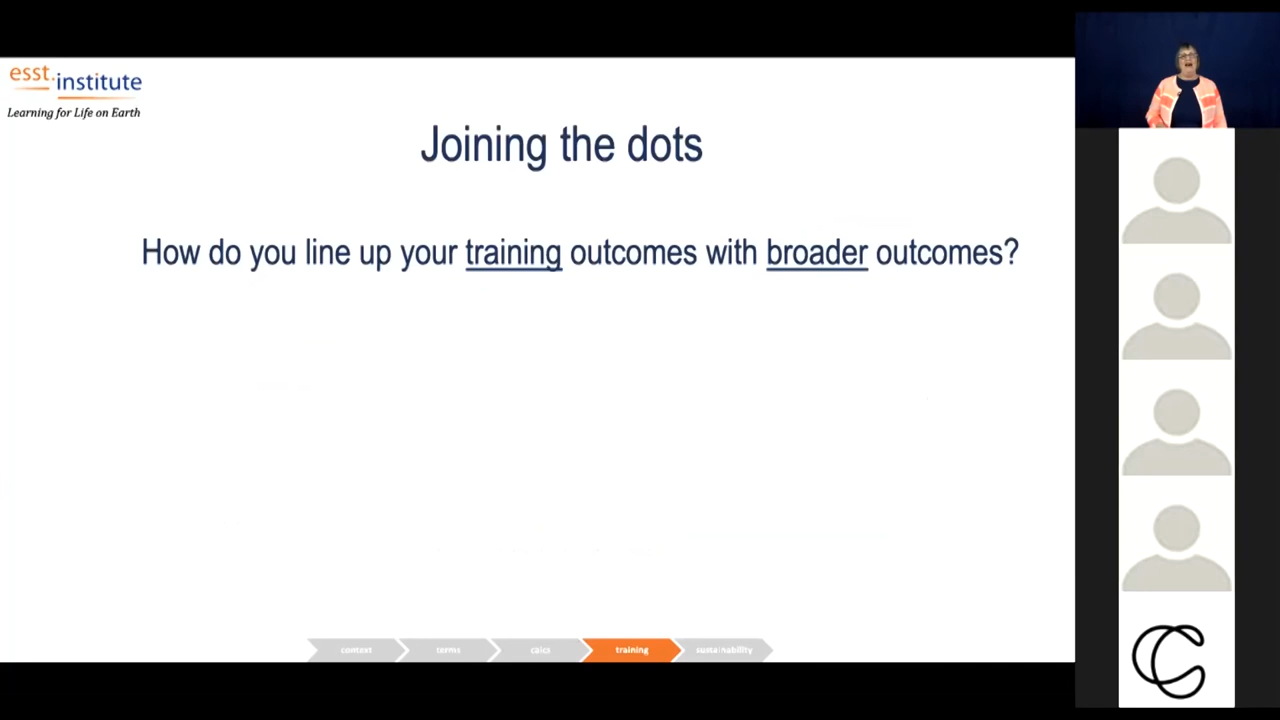 esst.institute
Learning for Life on Earth
Joining the dots
How do you line up your training outcomes with broader outcomes?
context terms calcs training sustainability